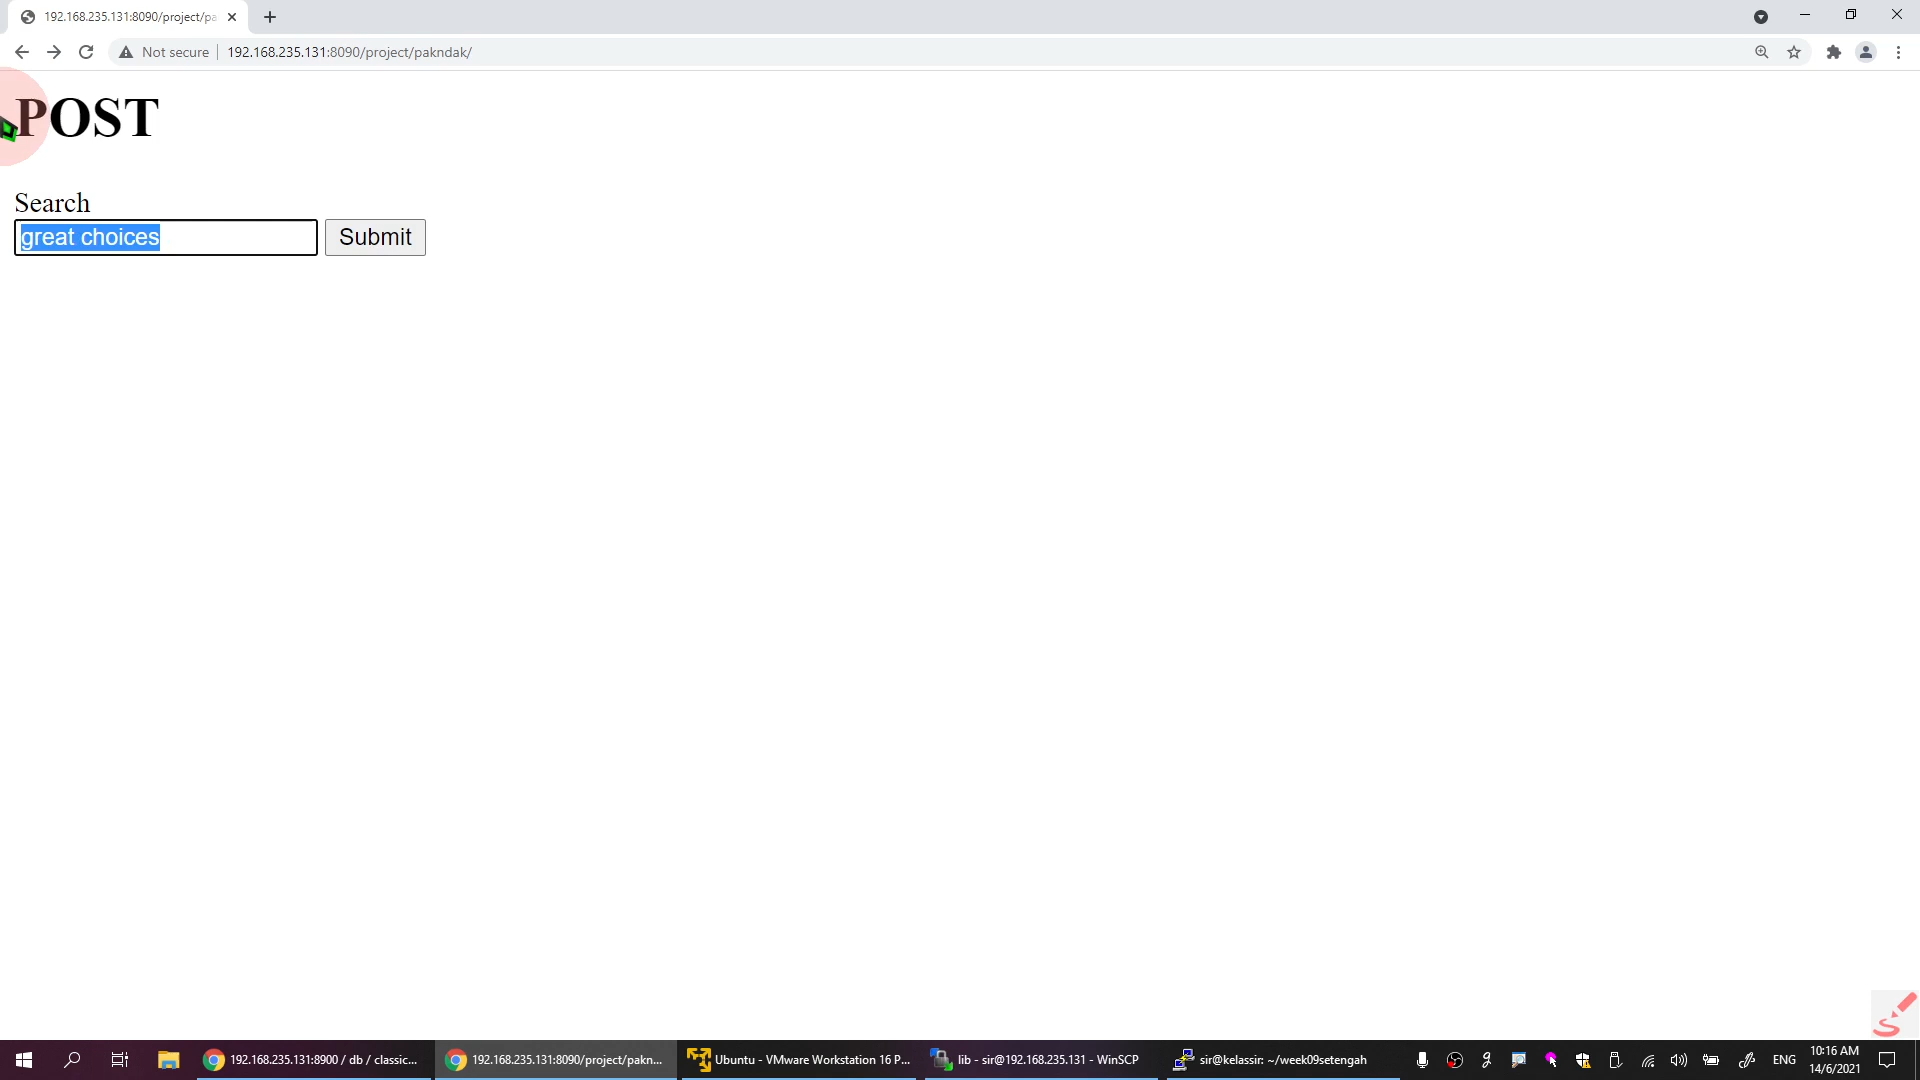 192.168.235.131:8090/project/pa
Not secure
192.168.235.131:8090/project/pakndak/
POST
Search
great choices
Submit
192.168.235.131:8900 / db / classic...
192.168.235.131:8090/project/pakn...
Ubuntu - VMware Workstation 16 P...
lib - sir@192.168.235.131 - WinSCP
sir@kelassir: ~/week09setengah
ENG
10:16 AM
14/6/2021